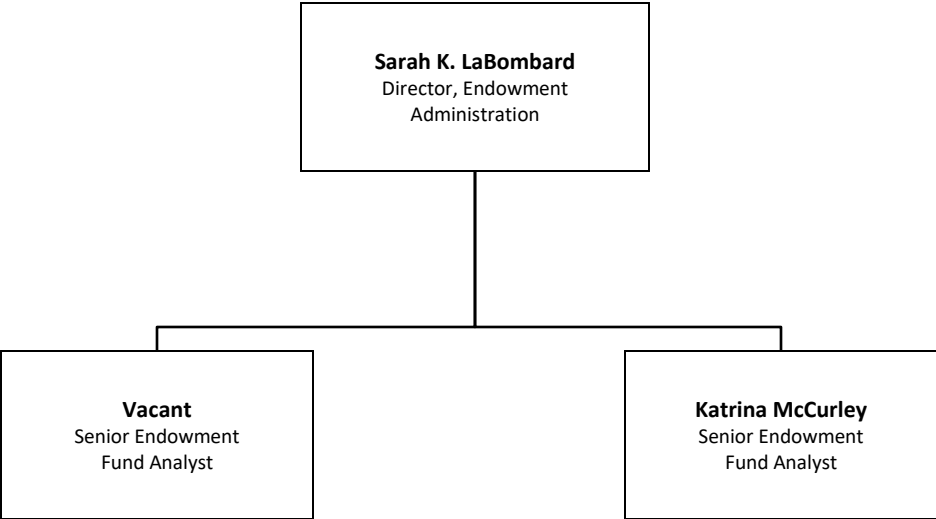 Sarah K. LaBombard
Director, Endowment
Administration
Vacant
Senior Endowment
Fund Analyst
Katrina McCurley
Senior Endowment
Fund Analyst